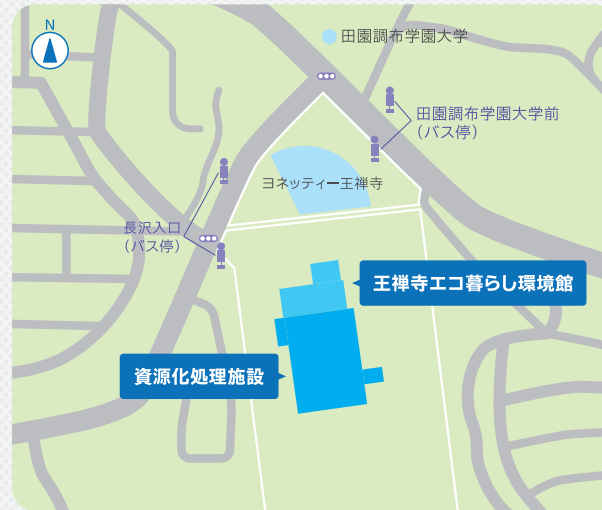 N
田園調布学園大学
田園調布学園大学前
（バス停）
ヨネッティー王禅寺
長沢入口
（バス停）
王禅寺エコ暮らし環境館
資源化処理施設